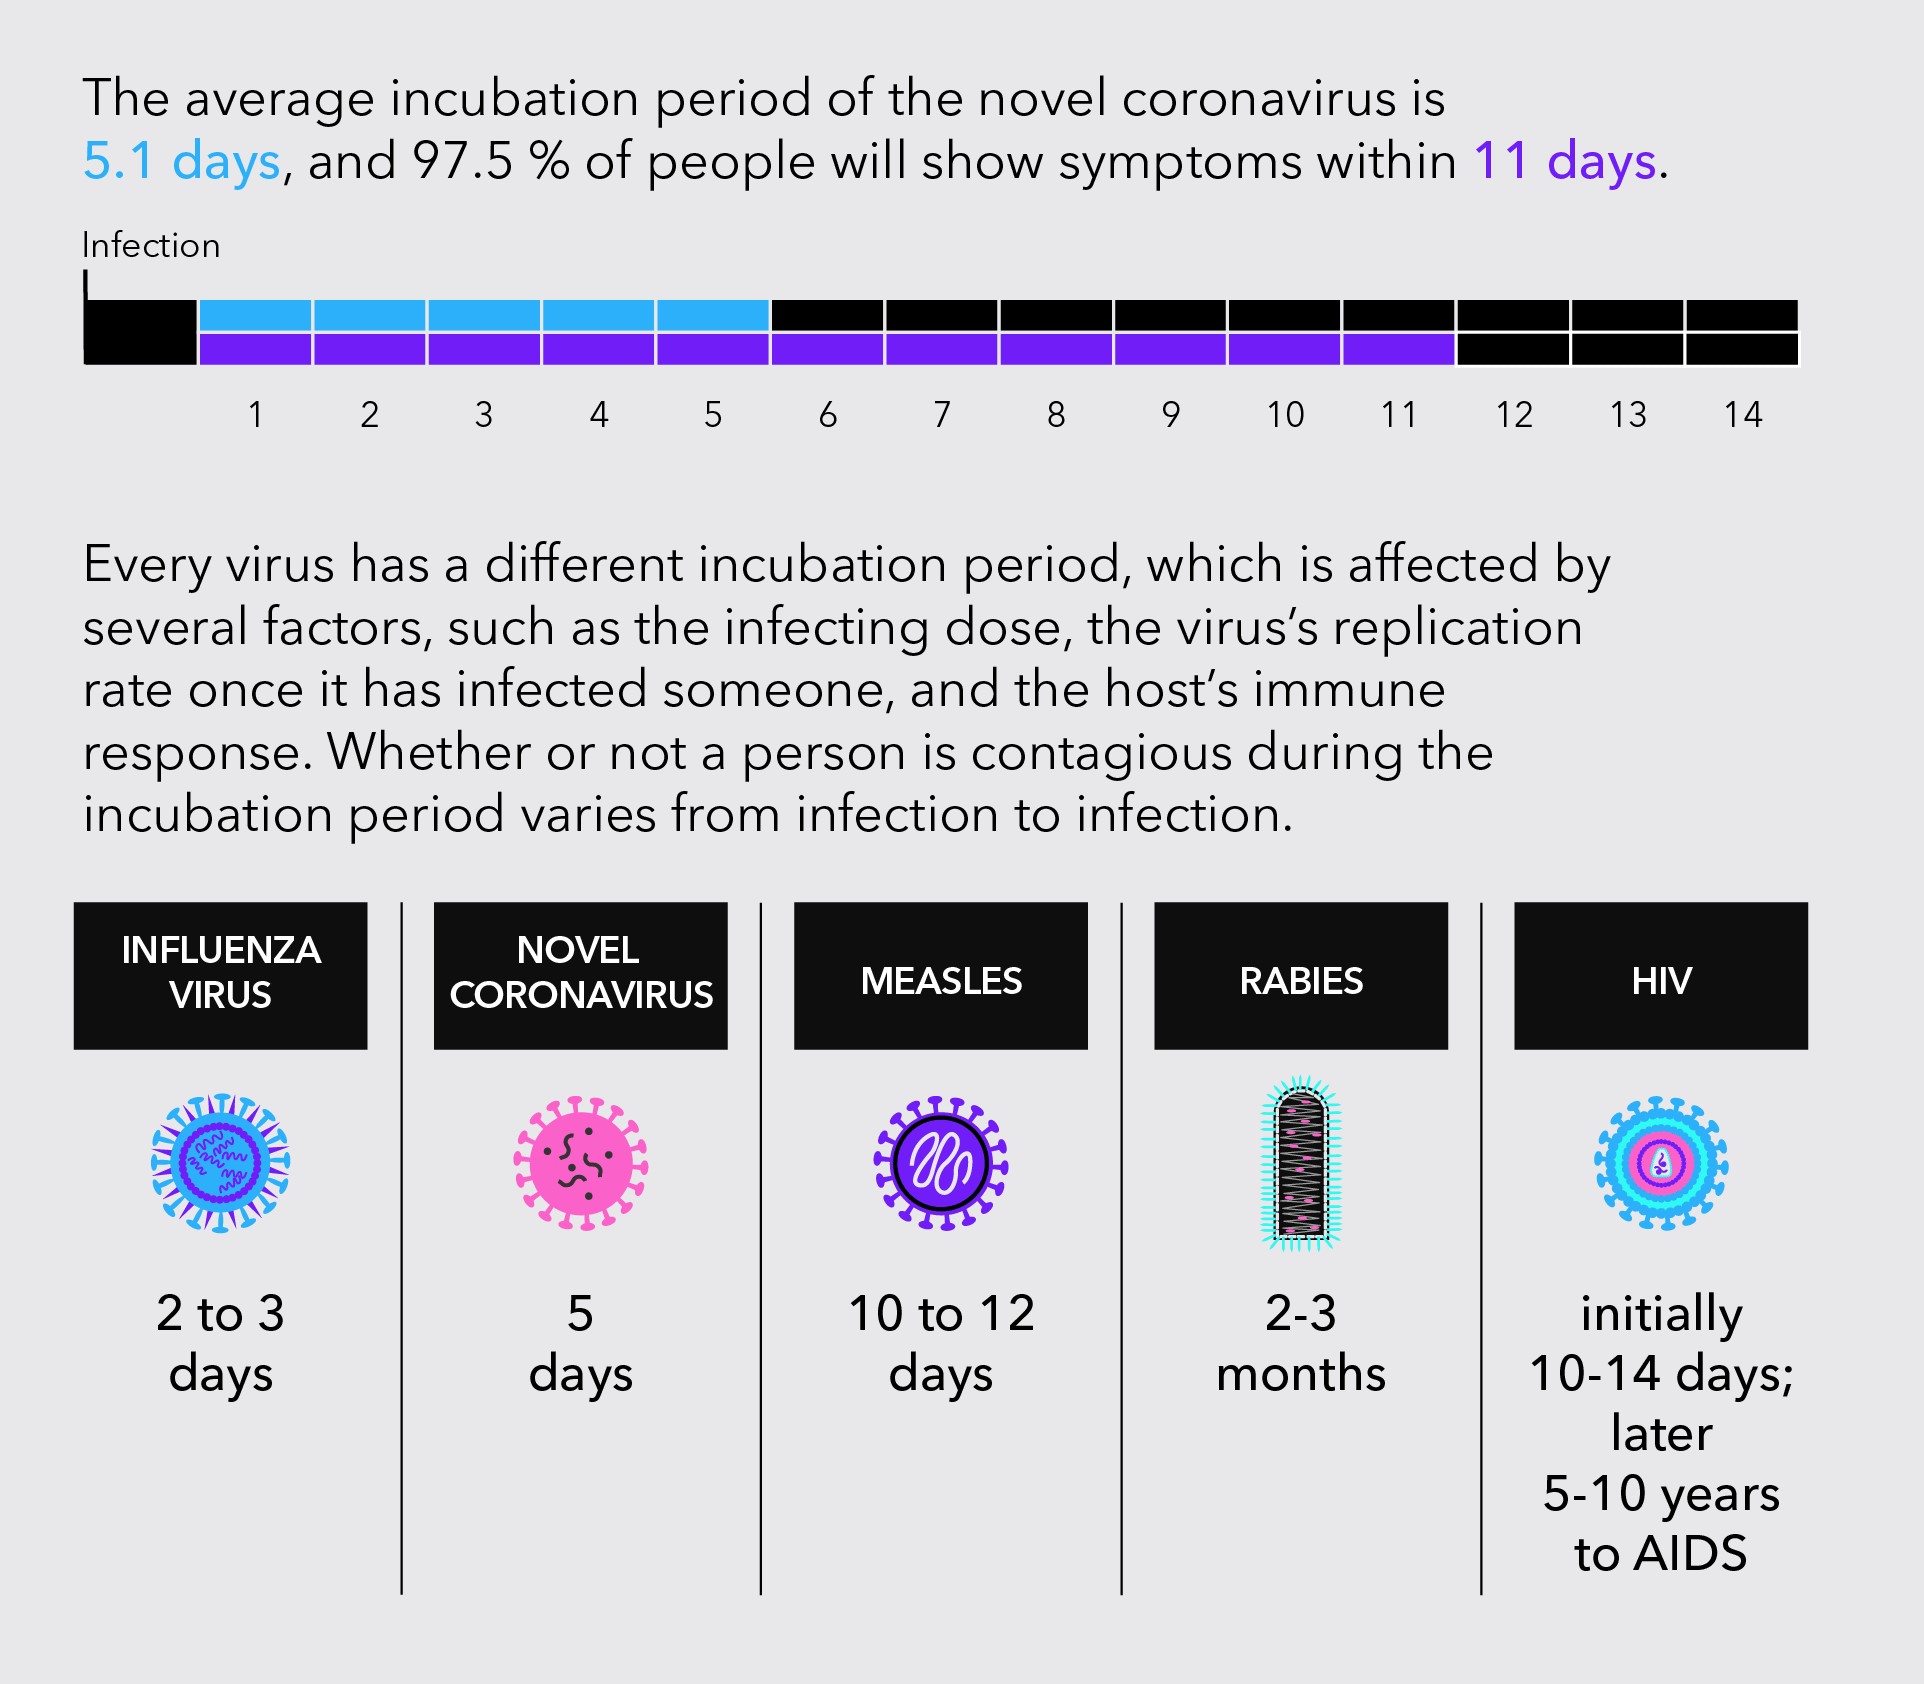 The average incubation period of the novel coronavirus is
5.1 days, and 97.5 % of people will show symptoms within 11 days.
Infection
1 2 3 4 5 6 7 8 9 10 11 12 13 14
Every virus has a different incubation period, which is affected by
several factors, such as the infecting dose, the virus’s replication
rate once it has infected someone, and the host’s immune
response. Whether or not a person is contagious during the
incubation period varies from infection to infection.
INFLUENZA
VIRUS
2 to 3
days
NOVEL
CORONAVIRUS
5
days
MEASLES
10 to 12
days
RABIES
2-3
months
HIV
initially
10-14 days;
later
5-10 years
to AIDS